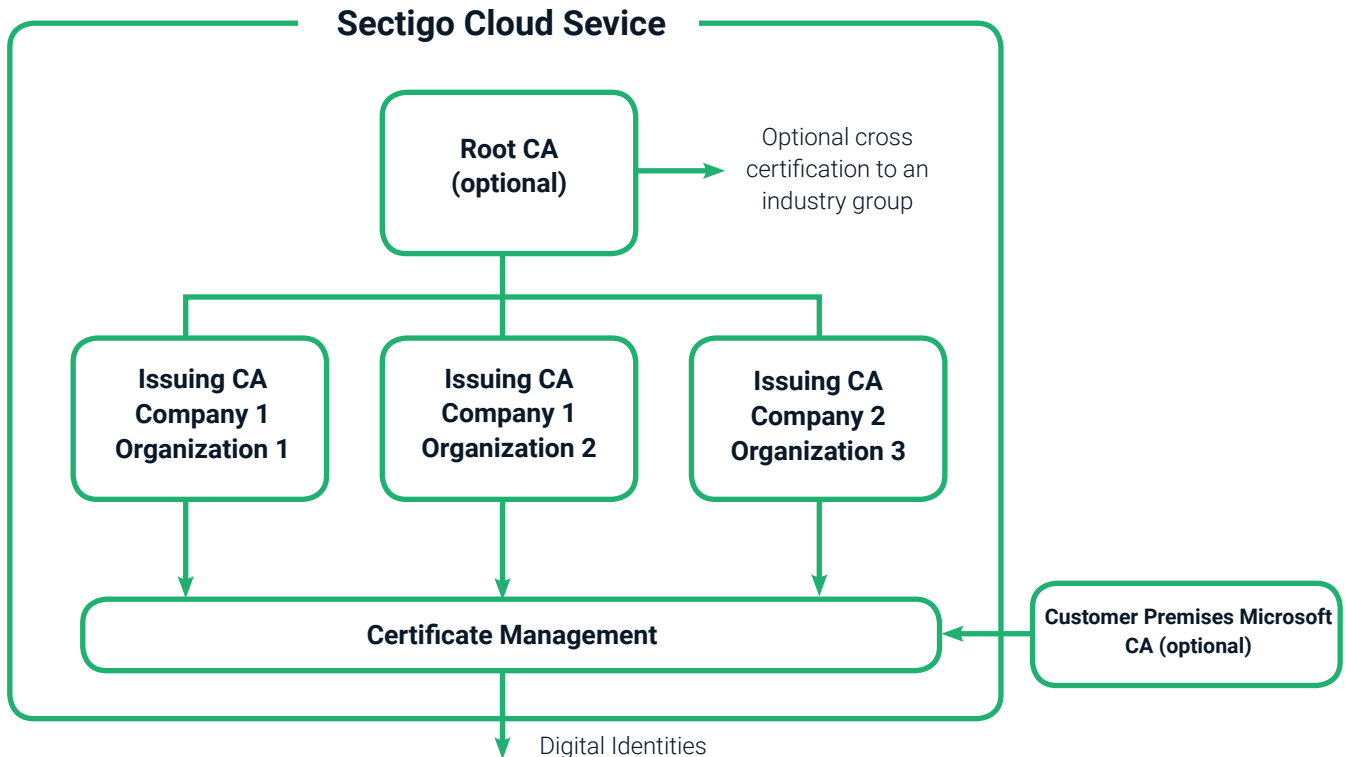 Sectigo Cloud Sevice
Root CA
(optional)
Optional cross
certification to an
industry group
Issuing CA
Company 1
Organization 1
Issuing CA
Company 1
Organization 2
Issuing CA
Company 2
Organization 3
Certificate Management
Customer Premises Microsoft
CA (optional)
Digital Identities